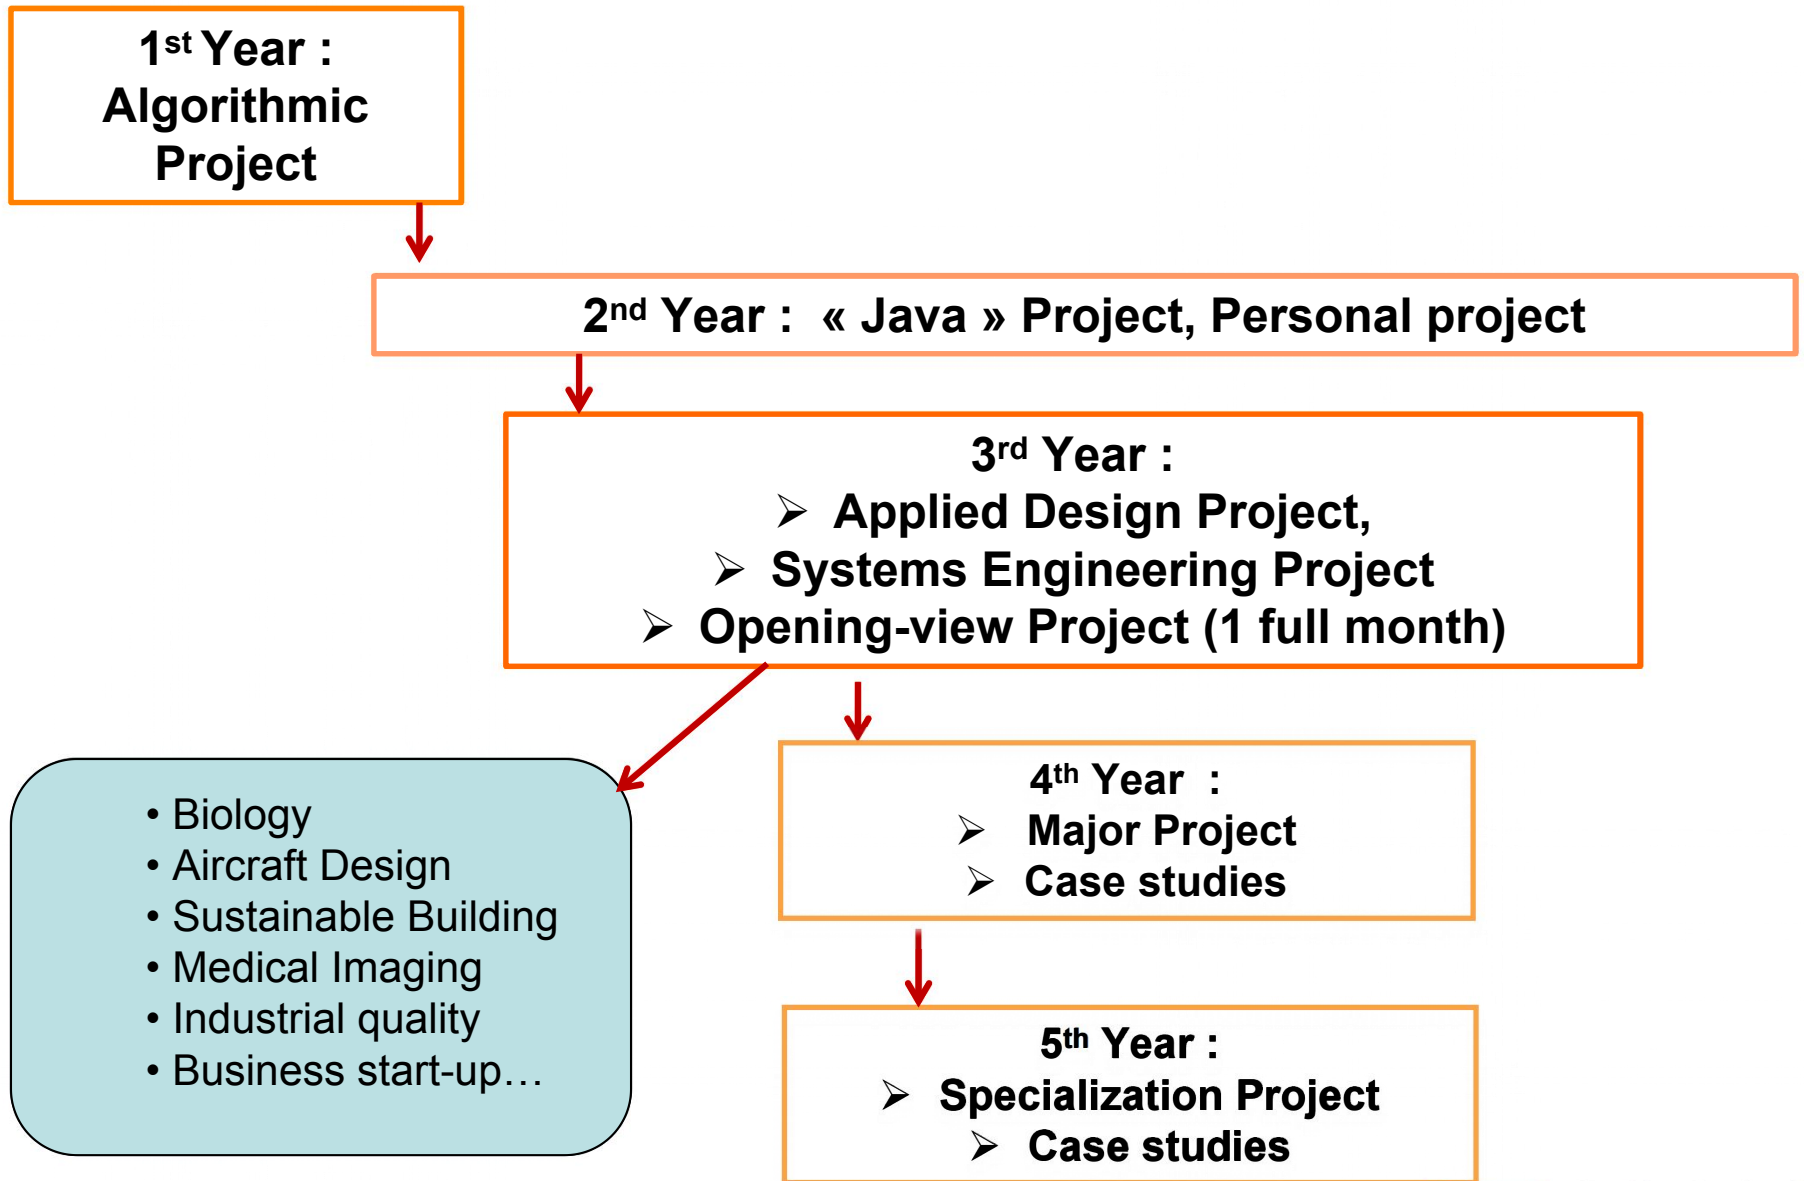 1st Year :
Algorithmic
Project
2nd Year : « Java » Project, Personal project
3rd Year :
➢ Applied Design Project,
➢ Systems Engineering Project
➢ Opening-view Project (1 full month)
• Biology
• Aircraft Design
• Sustainable Building
• Medical Imaging
• Industrial quality
• Business start-up…
4th Year :
➢ Major Project
➢ Case studies
5th Year :
➢ Specialization Project
➢ Case studies